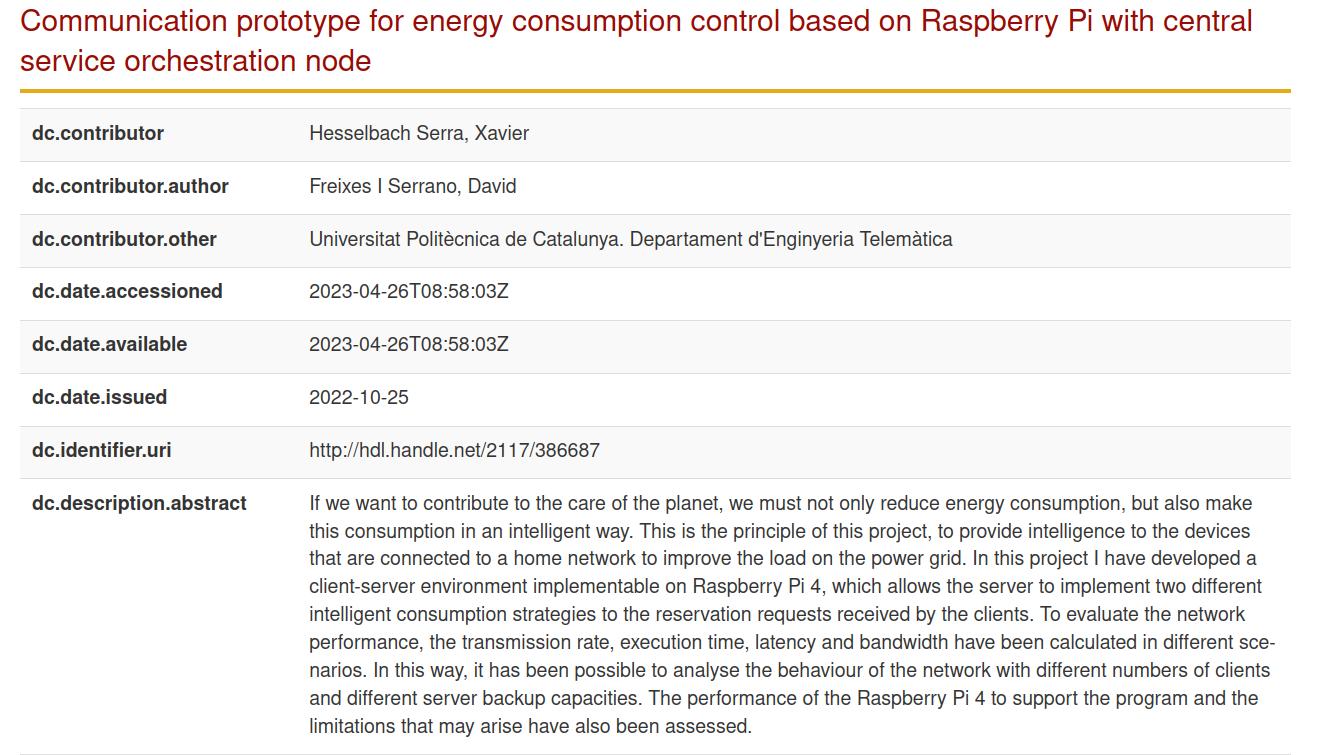 Communication prototype for energy consumption control based on Raspberry Pi with central
service orchestration node
dc.contributor Hesselbach Serra, Xavier
dc.contributor.author Freixes I Serrano, David
dc.contributor.other Universitat Politècnica de Catalunya. Departament d'Enginyeria Telemàtica
dc.date.accessioned 2023-04-26T08:58:03Z
dc.date.available 2023-04-26T08:58:03Z
dc.date.issued 2022-10-25
dc.identifier.uri http://hdl.handle.net/2117/386687
dc.description.abstract If we want to contribute to the care of the planet, we must not only reduce energy consumption, but also make
this consumption in an intelligent way. This is the principle of this project, to provide intelligence to the devices
that are connected to a home network to improve the load on the power grid. In this project I have developed a
client-server environment implementable on Raspberry Pi 4, which allows the server to implement two different
intelligent consumption strategies to the reservation requests received by the clients. To evaluate the network
performance, the transmission rate, execution time, latency and bandwidth have been calculated in different sce-
narios. In this way, it has been possible to analyse the behaviour of the network with different numbers of clients
and different server backup capacities. The performance of the Raspberry Pi 4 to support the program and the
limitations that may arise have also been assessed.